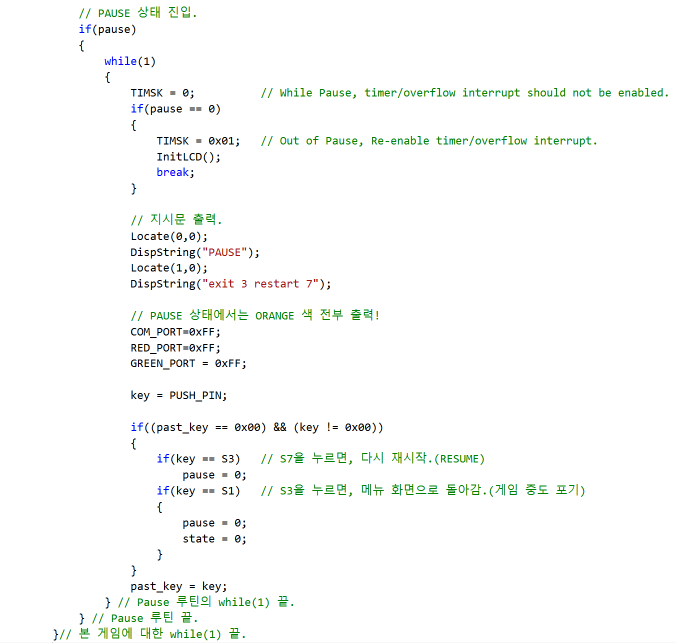 // PAUSE 상태 진입.
if(pause)
{
while(1)
{
TIMSK = 0; // While Pause, timer/overflow interrupt should not be enabled.
if(pause == 0)
{
TIMSK = 0x01; // Out of Pause, Re-enable timer/overflow interrupt.
InitLCD();
break;
}
// 지시문 출력.
Locate(0,0);
DispString("PAUSE");
Locate(1,0);
DispString("exit 3 restart 7");
// PAUSE 상태에서는 ORANGE 색 전부 출력!
COM_PORT=0xFF;
RED_PORT=0xFF;
GREEN_PORT = 0xFF;
key = PUSH_PIN;
if((past_key == 0x00) && (key != 0x00))
{
if(key == S3) // S7을 누르면, 다시 재시작.(RESUME)
pause = 0;
if(key == S1) // S3을 누르면, 메뉴 화면으로 돌아감.(게임 중도 포기)
{
pause = 0;
state = 0;
}
}
past_key = key;
} // Pause 루틴의 while(1) 끝.
} // Pause 루틴 끝.
}// 본 게임에 대한 while(1) 끝.